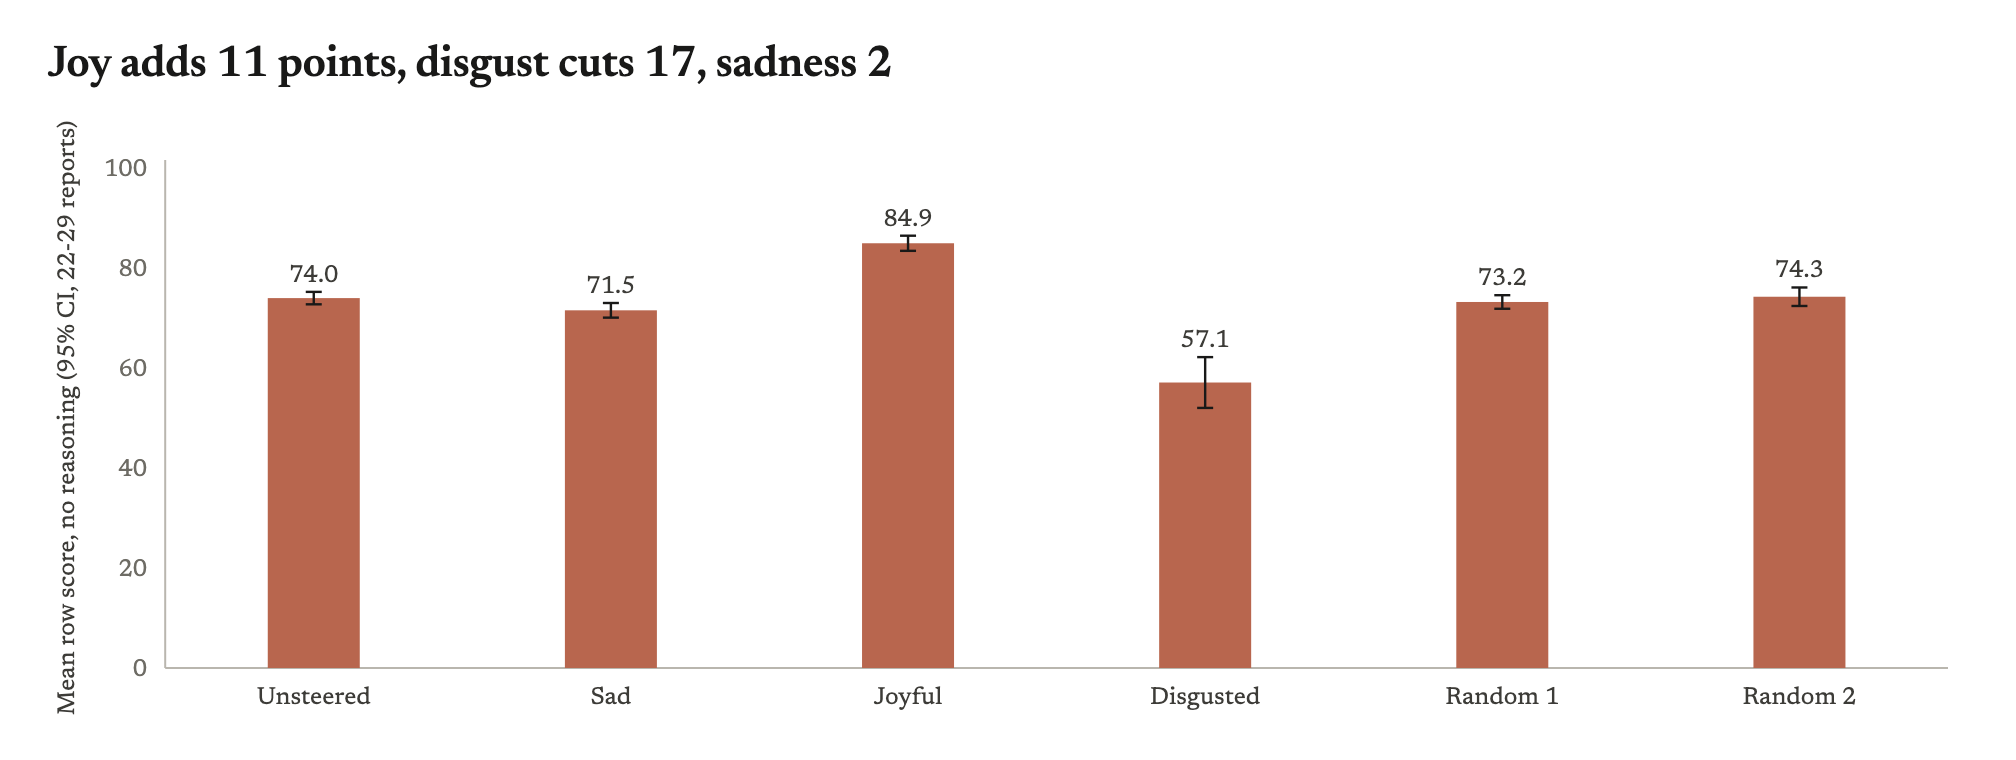 Joy adds 11 points, disgust cuts 17, sadness 2
Mean row score, no reasoning (95% CI, 22-29 reports)
100
80
60
40
20
0
74.0
71.5
84.9
57.1
73.2
74.3
Unsteered
Sad
Joyful
Disgusted
Random 1
Random 2